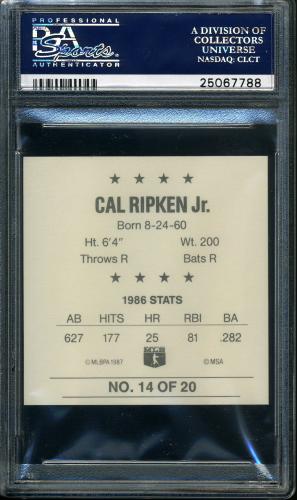 PROFESSIONAL
PSA
Sports
AUTHENTICATOR
A DIVISION OF
COLLECTORS
UNIVERSE
NASDAQ: CLCT
25067788
★ ★ ★ ★
CAL RIPKEN Jr.
Born 8-24-60
Ht. 6'4" Wt. 200
Throws R Bats R
★ ★ ★ ★
1986 STATS
AB HITS HR RBI BA
627 177 25 81 .282
© MLBPA 1987 MLB © MSA
NO. 14 OF 20